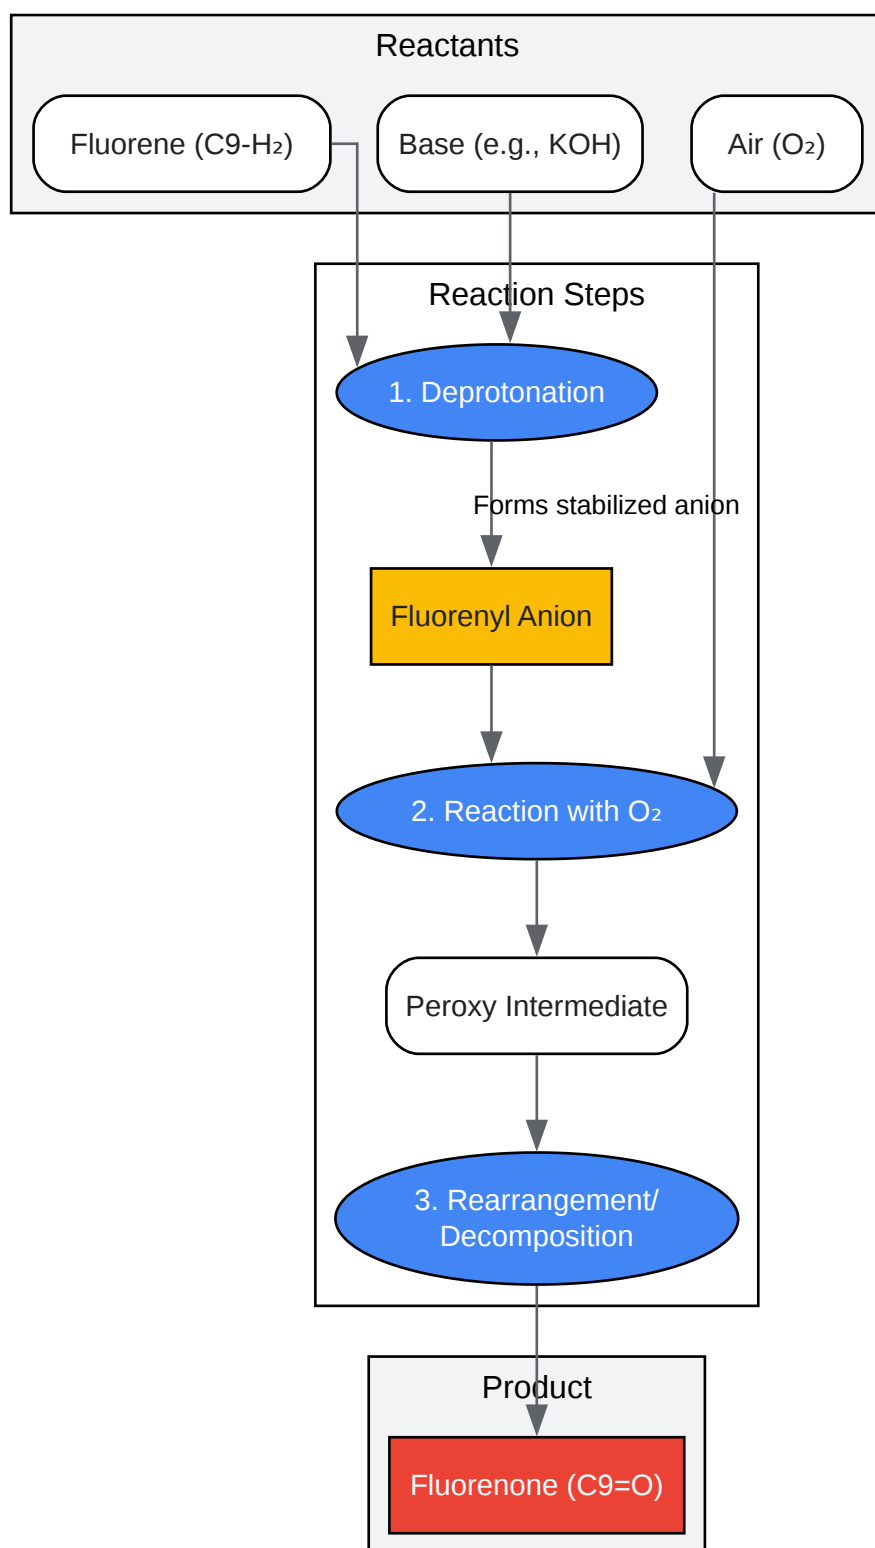 Reactants
Fluorene (C9-H₂)
Base (e.g., KOH)
Air (O₂)
Reaction Steps
1. Deprotonation
Forms stabilized anion
Fluorenyl Anion
2. Reaction with O₂
Peroxy Intermediate
3. Rearrangement/
Decomposition
Product
Fluorenone (C9=O)